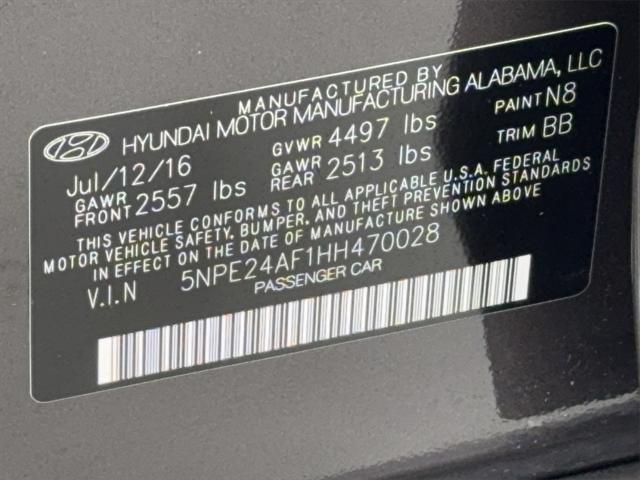 MANUFACTURED BY
HYUNDAI MOTOR MANUFACTURING ALABAMA, LLC
Jul/12/16 GVWR 4497 lbs PAINT N8
GAWR FRONT 2557 lbs GAWR REAR 2513 lbs TRIM BB
THIS VEHICLE CONFORMS TO ALL APPLICABLE U.S.A. FEDERAL
MOTOR VEHICLE SAFETY, BUMPER, AND THEFT PREVENTION STANDARDS
IN EFFECT ON THE DATE OF MANUFACTURE SHOWN ABOVE
V.I.N 5NPE24AF1HH470028
PASSENGER CAR